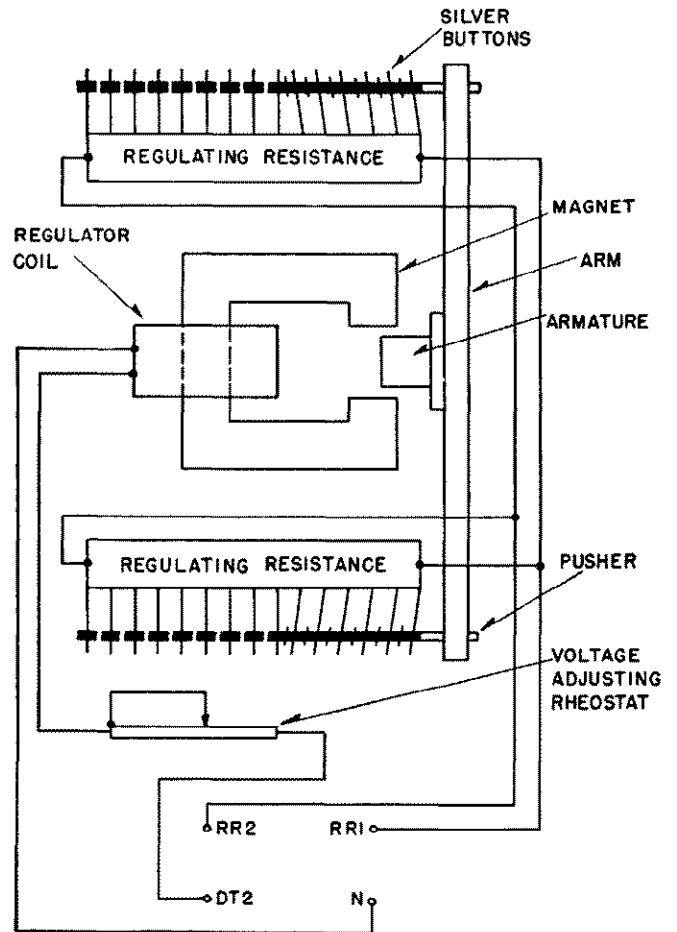 SILVER
BUTTONS
REGULATING RESISTANCE
MAGNET
REGULATOR
COIL
ARM
ARMATURE
REGULATING RESISTANCE
PUSHER
VOLTAGE
ADJUSTING
RHEOSTAT
RR2
RR1
DT2
N